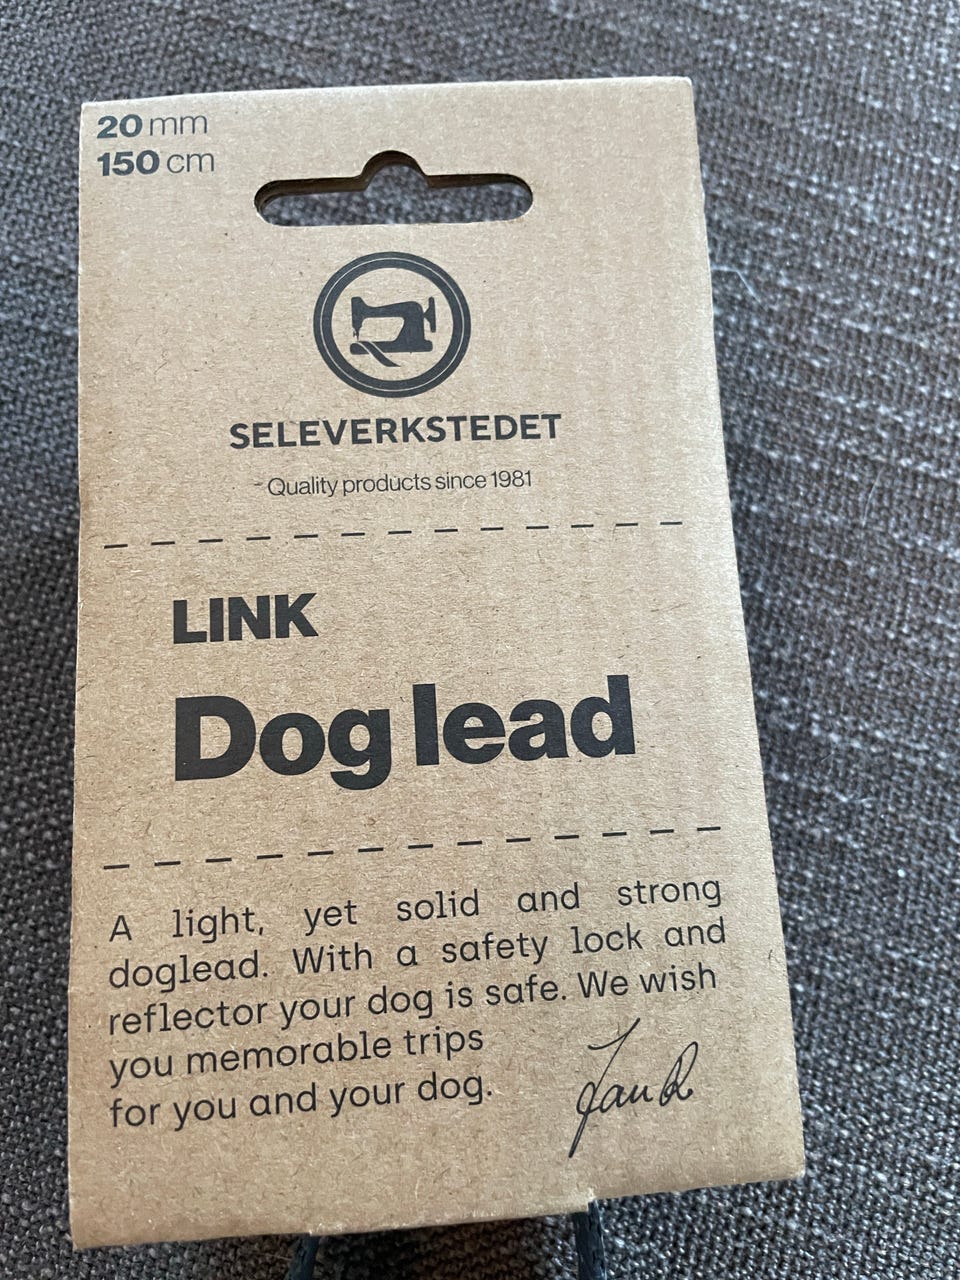 20 mm
150 cm
SELEVERKSTEDET
- Quality products since 1981
LINK
Dog lead
A light, yet solid and strong
doglead. With a safety lock and
reflector your dog is safe. We wish
you memorable trips
for you and your dog.